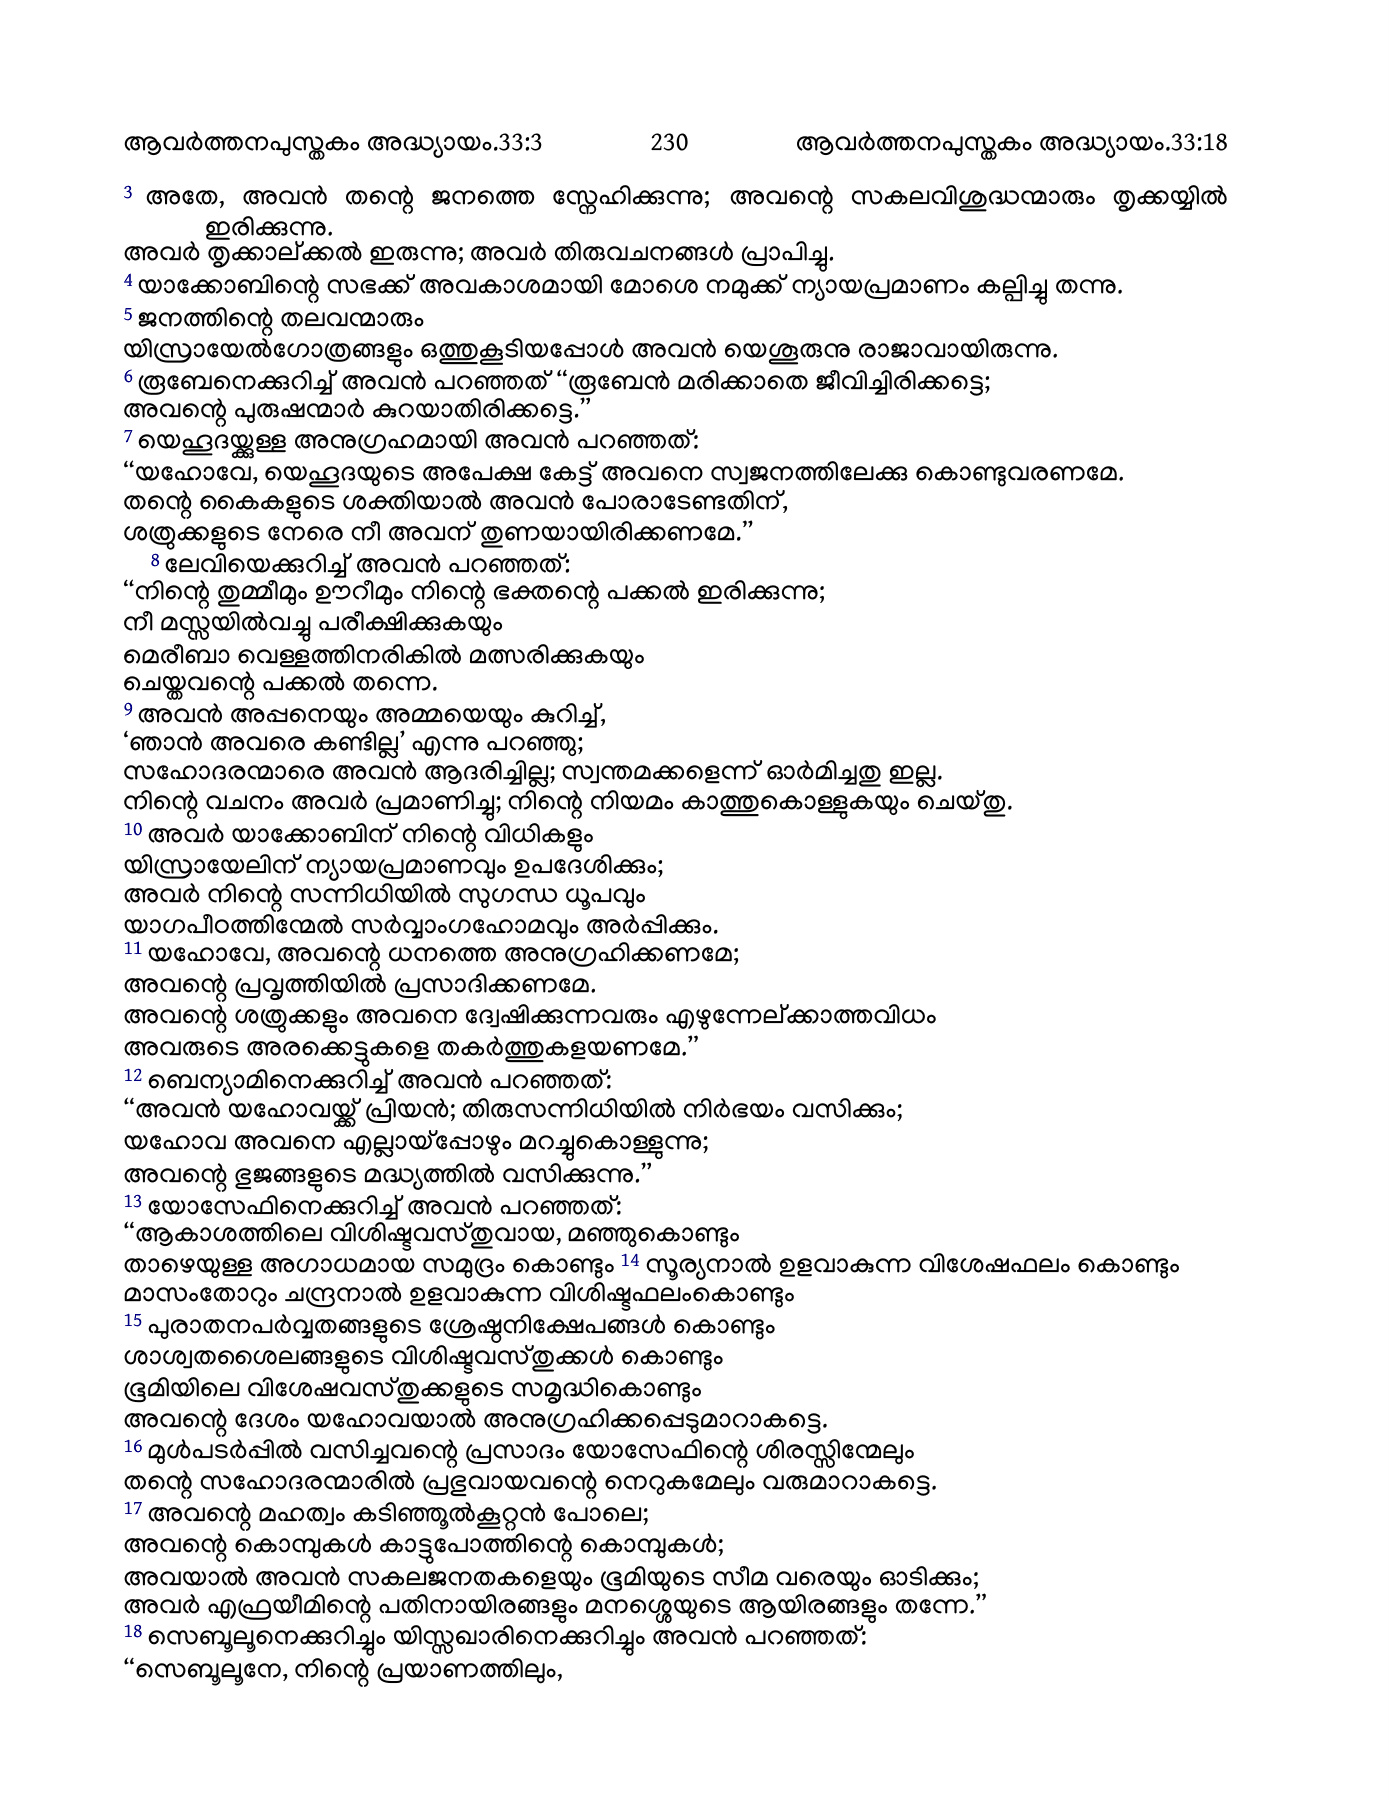 ആവർത്തനപുസ്തകം അദ്ധ്യായം.33:3 230 ആവർത്തനപുസ്തകം അദ്ധ്യായം.33:18
3 അതേ, അവൻ തന്റെ ജനത്തെ സ്നേഹിക്കുന്നു; അവന്റെ സകലവിശുദ്ധന്മാരും തൃക്കയ്യിൽ
ഇരിക്കുന്നു.
അവർ തൃക്കാല്ക്കൽ ഇരുന്നു; അവർ തിരുവചനങ്ങൾ പ്രാപിച്ചു.
4 യാക്കോബിന്റെ സഭക്ക് അവകാശമായി മോശെ നമുക്ക് ന്യായപ്രമാണം കല്പിച്ചു തന്നു.
5 ജനത്തിന്റെ തലവന്മാരും
യിസ്രായേൽഗോത്രങ്ങളും ഒത്തുകൂടിയപ്പോൾ അവൻ യെശൂരുനു രാജാവായിരുന്നു.
6 രൂബേനെക്കുറിച്ച് അവൻ പറഞ്ഞത് “രൂബേൻ മരിക്കാതെ ജീവിച്ചിരിക്കട്ടെ;
അവന്റെ പുരുഷന്മാർ കുറയാതിരിക്കട്ടെ.”
7 യെഹൂദയ്ക്കുള്ള അനുഗ്രഹമായി അവൻ പറഞ്ഞത്:
“യഹോവേ, യെഹൂദയുടെ അപേക്ഷ കേട്ട് അവനെ സ്വജനത്തിലേക്കു കൊണ്ടുവരണമേ.
തന്റെ കൈകളുടെ ശക്തിയാൽ അവൻ പോരാടേണ്ടതിന്,
ശത്രുക്കളുടെ നേരെ നീ അവന് തുണയായിരിക്കണമേ.”
8 ലേവിയെക്കുറിച്ച് അവൻ പറഞ്ഞത്:
“നിന്റെ തുമ്മീമും ഊറീമും നിന്റെ ഭക്തന്റെ പക്കൽ ഇരിക്കുന്നു;
നീ മസ്സയിൽവച്ചു പരീക്ഷിക്കുകയും
മെരീബാ വെള്ളത്തിനരികിൽ മത്സരിക്കുകയും
ചെയ്തവന്റെ പക്കൽ തന്നെ.
9 അവൻ അപ്പനെയും അമ്മയെയും കുറിച്ച്,
‘ഞാൻ അവരെ കണ്ടില്ല’ എന്നു പറഞ്ഞു;
സഹോദരന്മാരെ അവൻ ആദരിച്ചില്ല; സ്വന്തമക്കളെന്ന് ഓർമിച്ചതു ഇല്ല.
നിന്റെ വചനം അവർ പ്രമാണിച്ചു; നിന്റെ നിയമം കാത്തുകൊള്ളുകയും ചെയ്തു.
10 അവർ യാക്കോബിന് നിന്റെ വിധികളും
യിസ്രായേലിന് ന്യായപ്രമാണവും ഉപദേശിക്കും;
അവർ നിന്റെ സന്നിധിയിൽ സുഗന്ധ ധൂപവും
യാഗപീഠത്തിന്മേൽ സർവ്വാംഗഹോമവും അർപ്പിക്കും.
11 യഹോവേ, അവന്റെ ധനത്തെ അനുഗ്രഹിക്കണമേ;
അവന്റെ പ്രവൃത്തിയിൽ പ്രസാദിക്കണമേ.
അവന്റെ ശത്രുക്കളും അവനെ ദ്വേഷിക്കുന്നവരും എഴുന്നേല്ക്കാത്തവിധം
അവരുടെ അരക്കെട്ടുകളെ തകർത്തുകളയണമേ.”
12 ബെന്യാമിനെക്കുറിച്ച് അവൻ പറഞ്ഞത്:
“അവൻ യഹോവയ്ക്ക് പ്രിയൻ; തിരുസന്നിധിയിൽ നിർഭയം വസിക്കും;
യഹോവ അവനെ എല്ലായ്പ്പോഴും മറച്ചുകൊള്ളുന്നു;
അവന്റെ ഭുജങ്ങളുടെ മദ്ധ്യത്തിൽ വസിക്കുന്നു.”
13 യോസേഫിനെക്കുറിച്ച് അവൻ പറഞ്ഞത്:
“ആകാശത്തിലെ വിശിഷ്ടവസ്തുവായ, മഞ്ഞുകൊണ്ടും
താഴെയുള്ള അഗാധമായ സമുദ്രം കൊണ്ടും 14 സൂര്യനാൽ ഉളവാകുന്ന വിശേഷഫലം കൊണ്ടും
മാസംതോറും ചന്ദ്രനാൽ ഉളവാകുന്ന വിശിഷ്ടഫലംകൊണ്ടും
15 പുരാതനപർവ്വതങ്ങളുടെ ശ്രേഷ്ഠനിക്ഷേപങ്ങൾ കൊണ്ടും
ശാശ്വതശൈലങ്ങളുടെ വിശിഷ്ടവസ്തുക്കൾ കൊണ്ടും
ഭൂമിയിലെ വിശേഷവസ്തുക്കളുടെ സമൃദ്ധികൊണ്ടും
അവന്റെ ദേശം യഹോവയാൽ അനുഗ്രഹിക്കപ്പെടുമാറാകട്ടെ.
16 മുൾപടർപ്പിൽ വസിച്ചവന്റെ പ്രസാദം യോസേഫിന്റെ ശിരസ്സിന്മേലും
തന്റെ സഹോദരന്മാരിൽ പ്രഭുവായവന്റെ നെറുകമേലും വരുമാറാകട്ടെ.
17 അവന്റെ മഹത്വം കടിഞ്ഞൂൽകൂറ്റൻ പോലെ;
അവന്റെ കൊമ്പുകൾ കാട്ടുപോത്തിന്റെ കൊമ്പുകൾ;
അവയാൽ അവൻ സകലജനതകളെയും ഭൂമിയുടെ സീമ വരെയും ഓടിക്കും;
അവർ എഫ്രയീമിന്റെ പതിനായിരങ്ങളും മനശ്ശെയുടെ ആയിരങ്ങളും തന്നേ.”
18 സെബൂലൂനെക്കുറിച്ചും യിസ്സഖാരിനെക്കുറിച്ചും അവൻ പറഞ്ഞത്:
“സെബൂലൂനേ, നിന്റെ പ്രയാണത്തിലും,